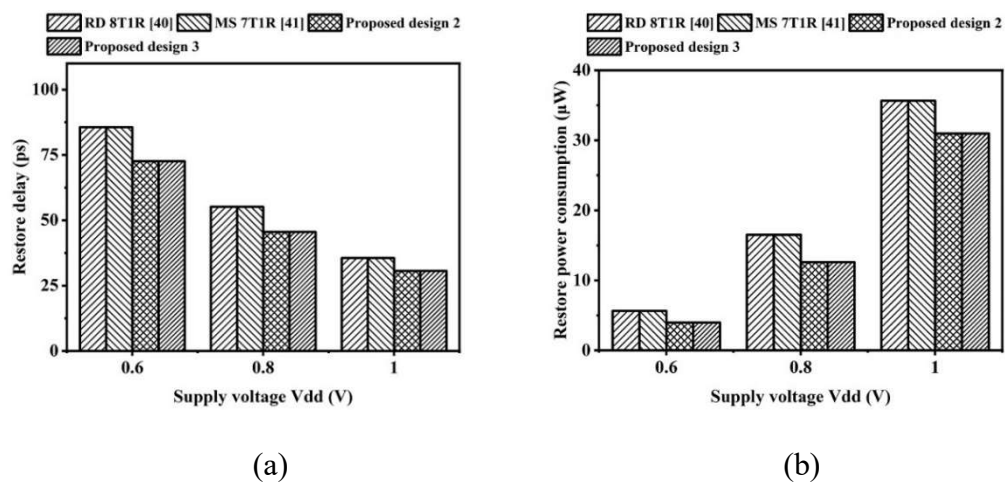 RD 8T1R [40] MS 7T1R [41] Proposed design 2
Proposed design 3
100
75
50
25
0
Restore delay (ps)
0.6 0.8 1
Supply voltage Vdd (V)
(a)
RD 8T1R [40] MS 7T1R [41] Proposed design 2
Proposed design 3
40
30
20
10
0
Restore power consumption (μW)
0.6 0.8 1
Supply voltage Vdd (V)
(b)